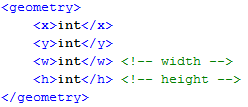 <geometry>
<x>int</x>
<y>int</y>
<w>int</w> <!-- width -->
<h>int</h> <!-- height -->
</geometry>